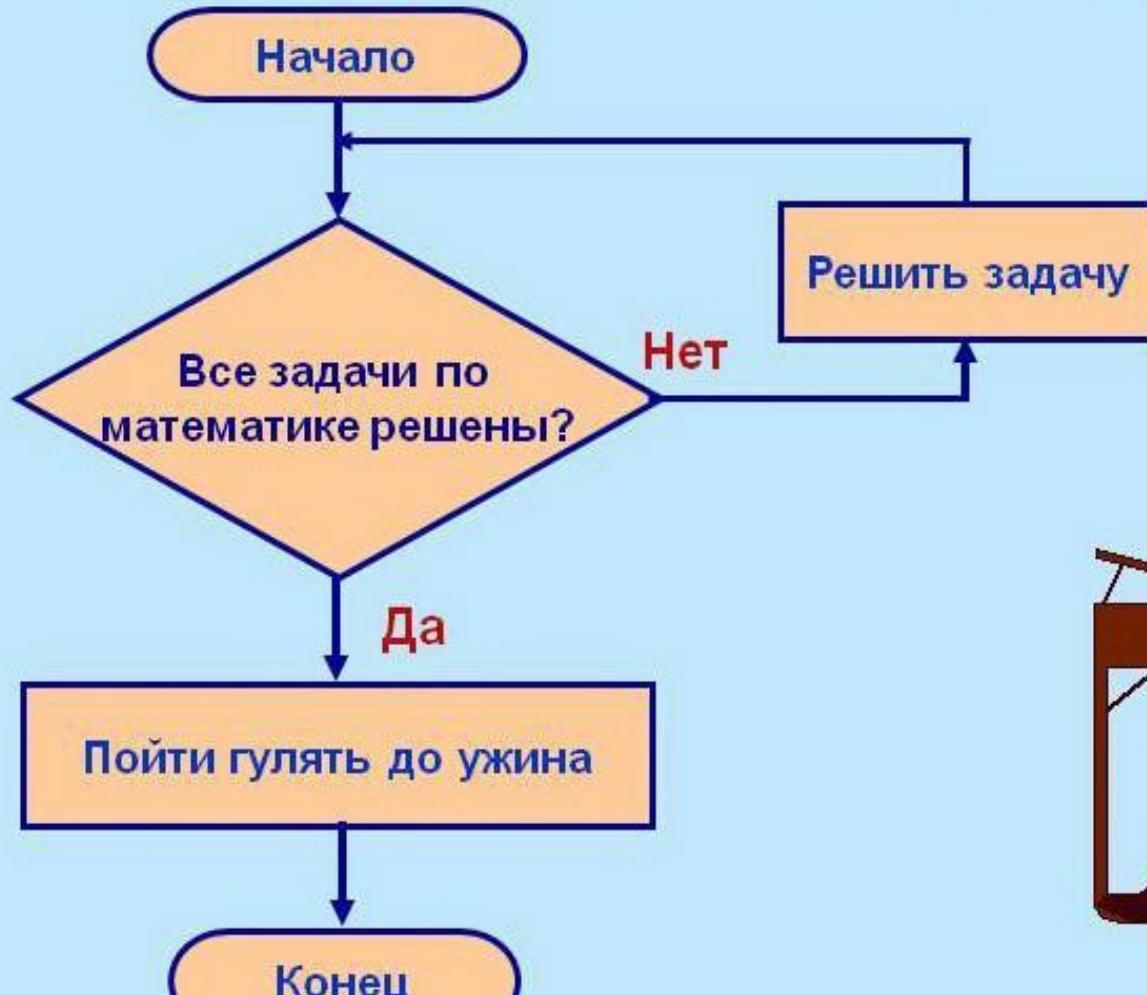 Начало
Решить задачу
Нет
Все задачи по
математике решены?
Да
Пойти гулять до ужина
Конец